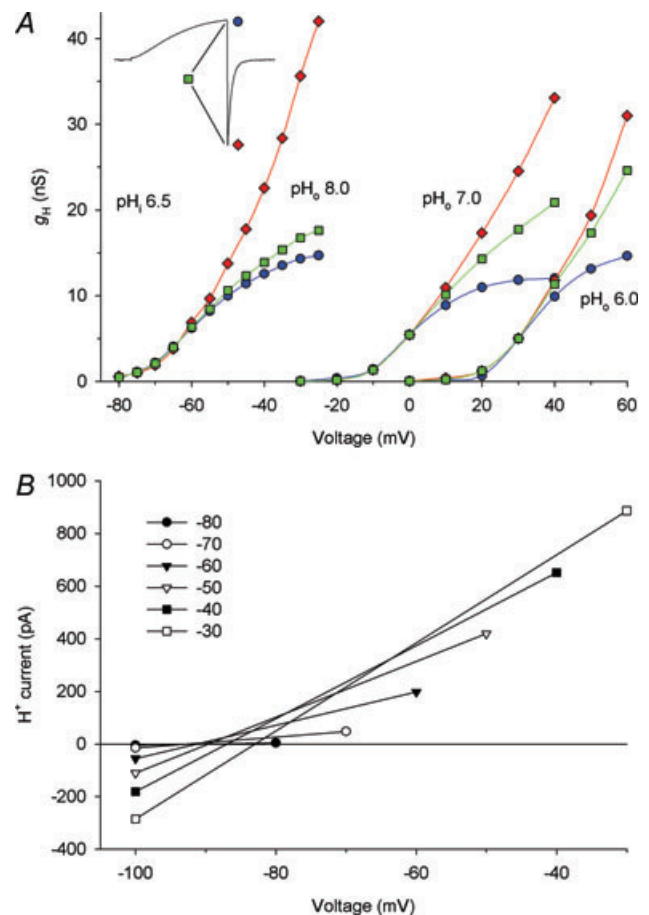 A
40
30
20
10
0
g_H (nS)
pH_i 6.5
pH_o 8.0
pH_o 7.0
pH_o 6.0
-80 -60 -40 -20 0 20 40 60
Voltage (mV)
B
1000
800
600
400
200
0
-200
-400
H+ current (pA)
-80
-70
-60
-50
-40
-30
-100 -80 -60 -40
Voltage (mV)